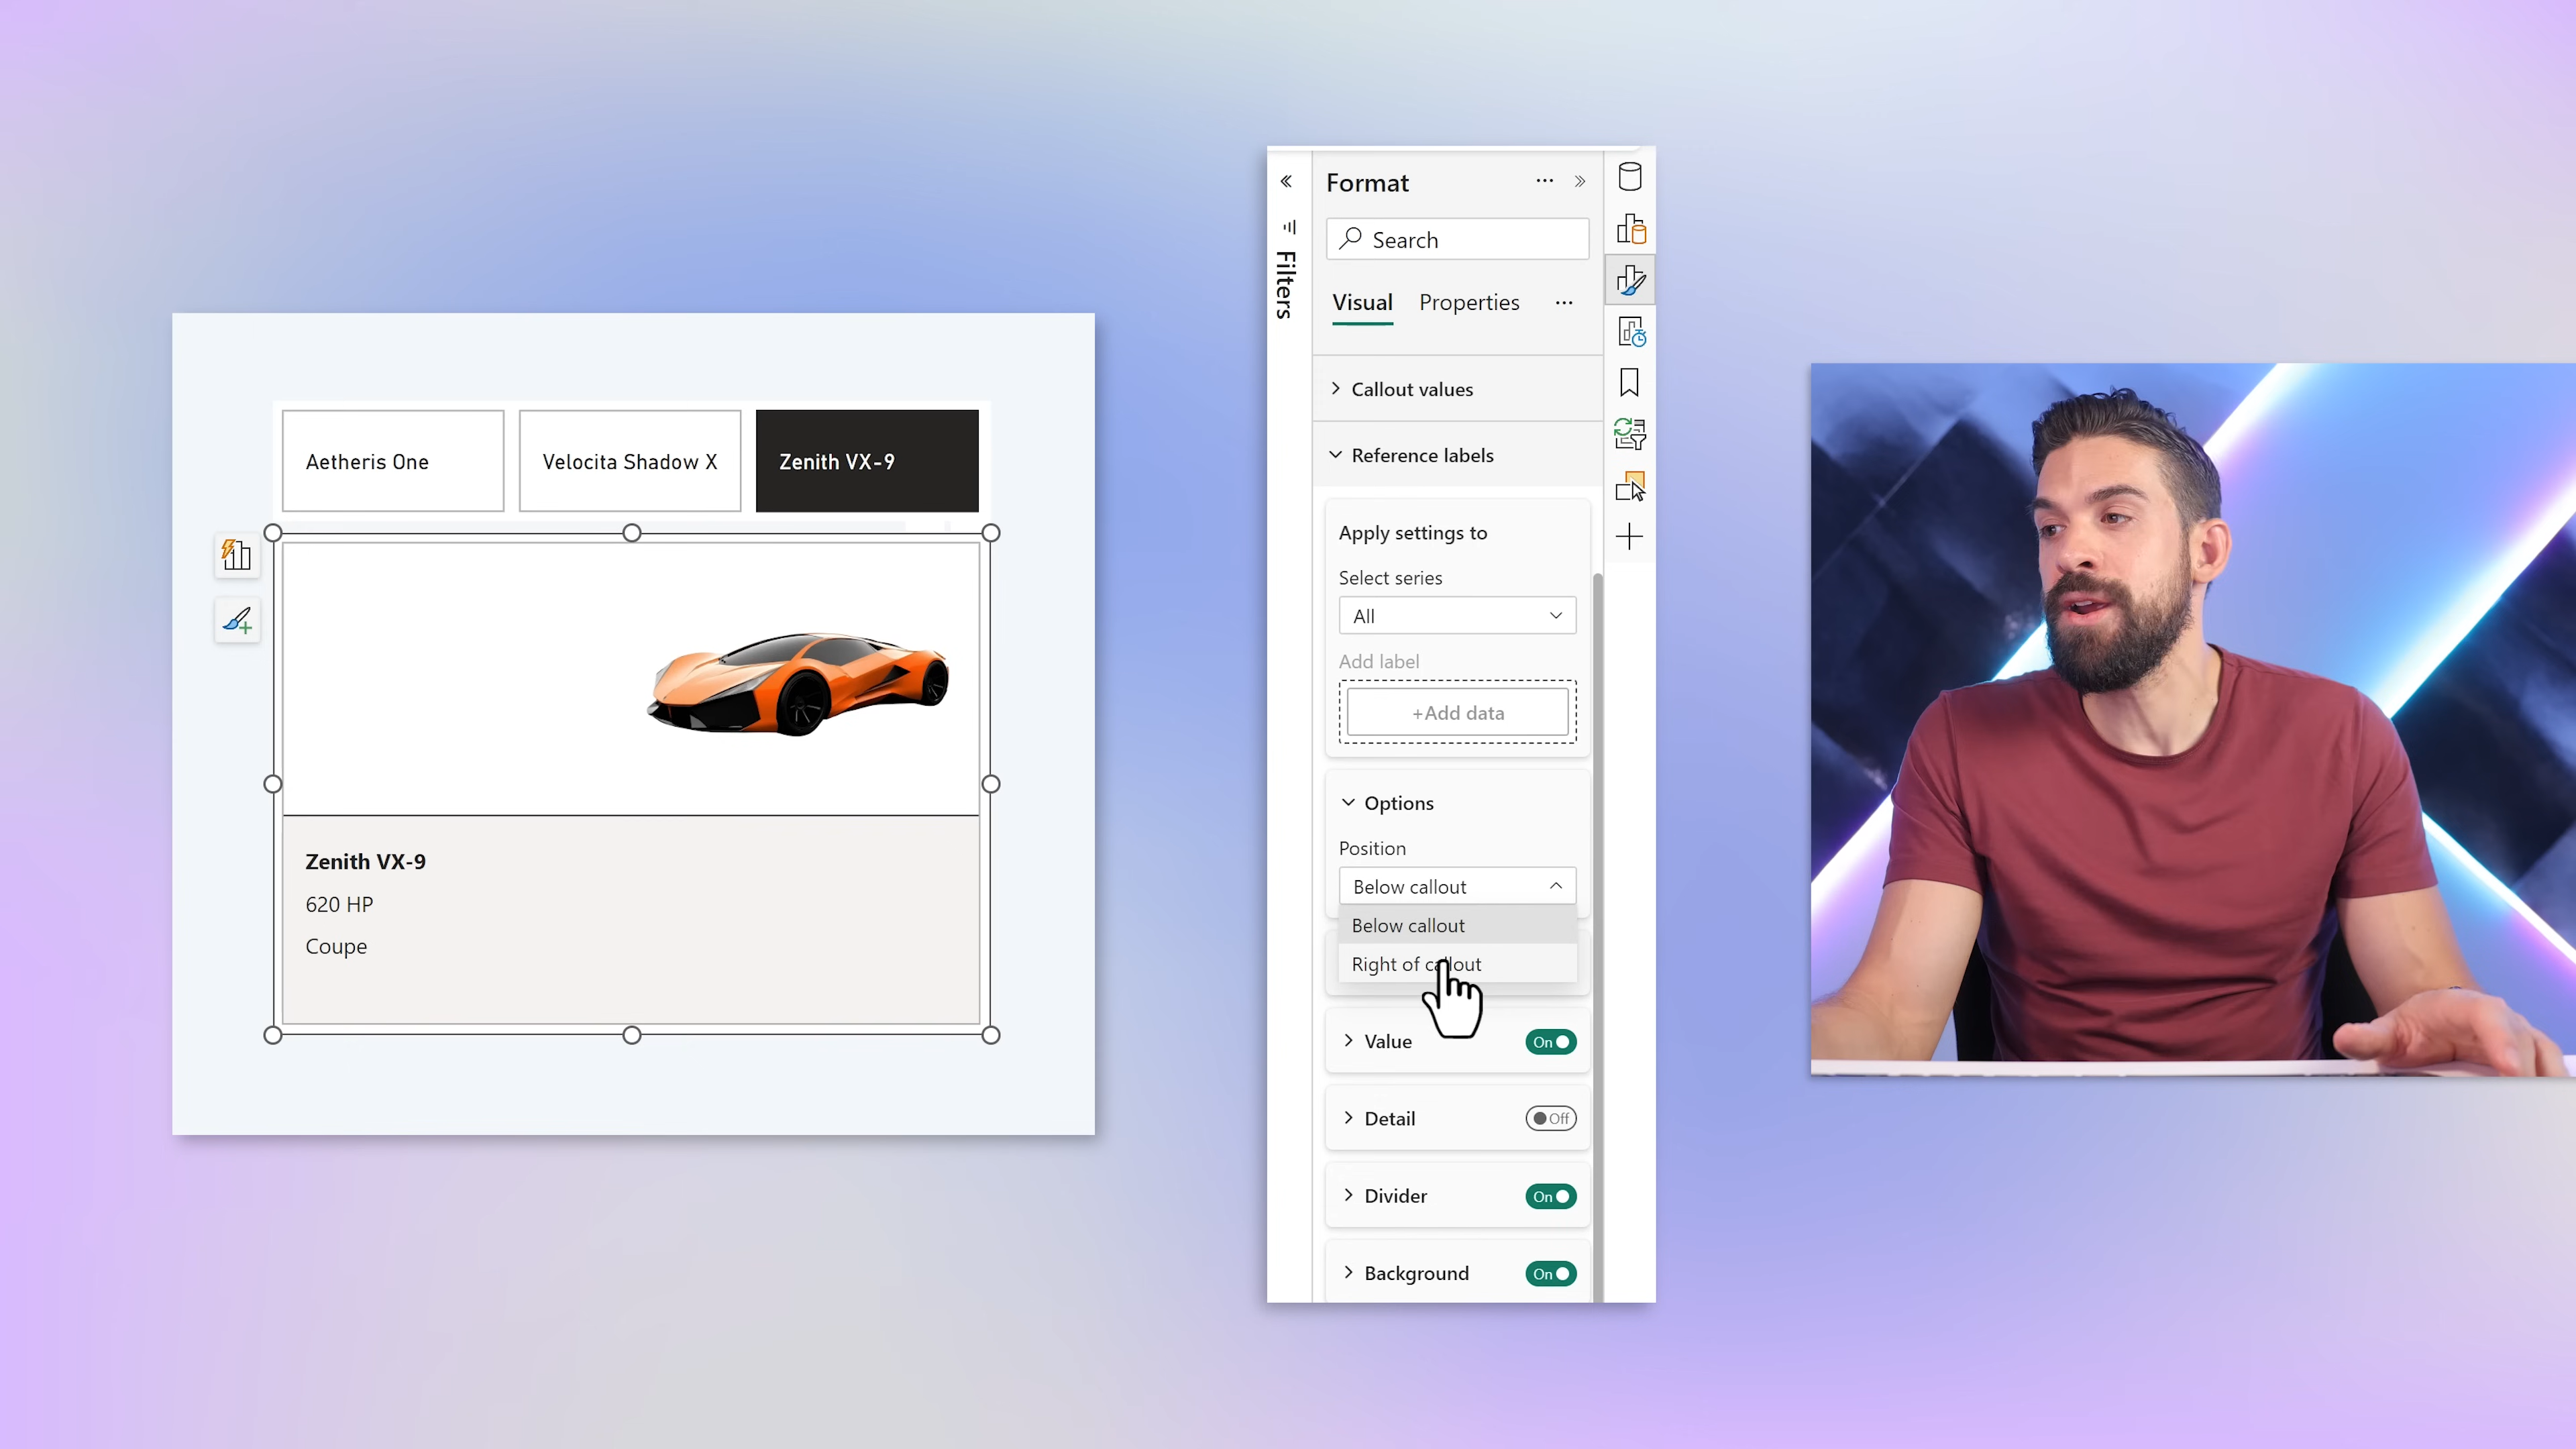 Aetheris One
Velocita Shadow X
Zenith VX-9
Zenith VX-9
620 HP
Coupe
Filters
Format
Search
Visual Properties
Callout values
Reference labels
Apply settings to
Select series
All
Add label
+Add data
Options
Position
Below callout
Below callout
Right of callout
Value On
Detail Off
Divider On
Background On